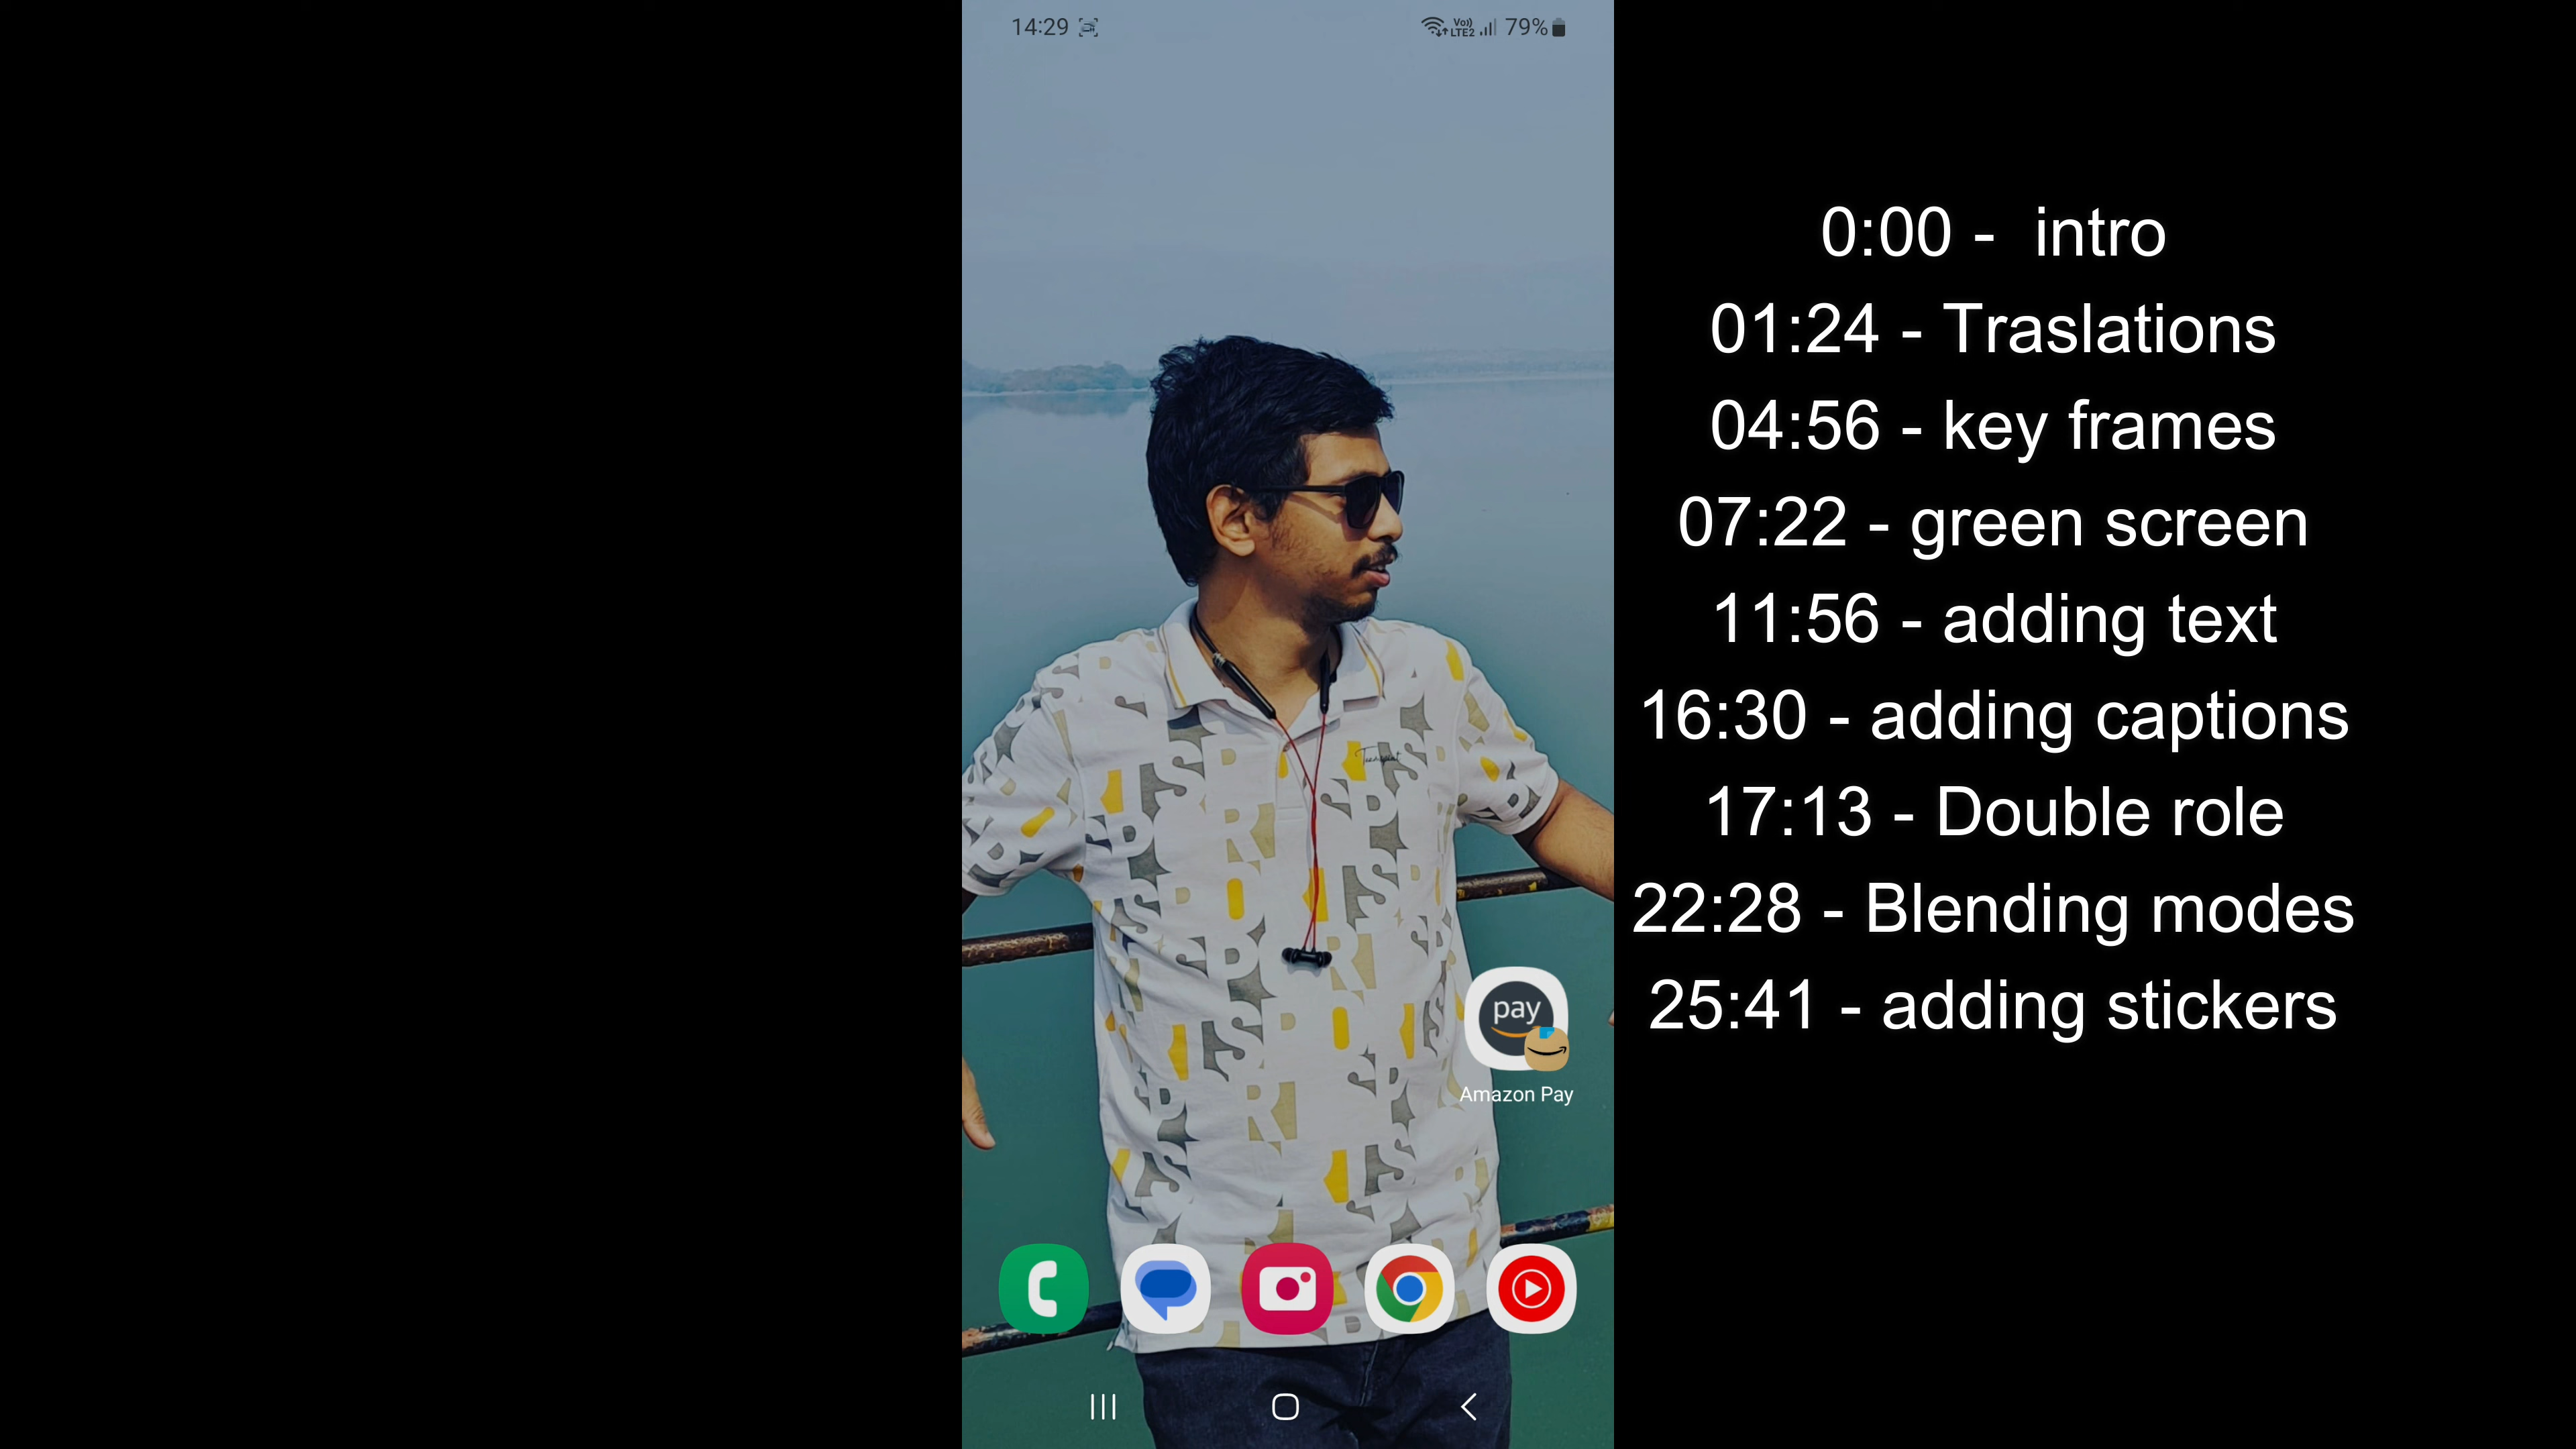 14:29
Vo))
LTE2
79%
0:00 -  intro
01:24 - Traslations
04:56 - key frames
07:22 - green screen
11:56 - adding text
16:30 - adding captions
17:13 - Double role
22:28 - Blending modes
25:41 - adding stickers
pay
Amazon Pay